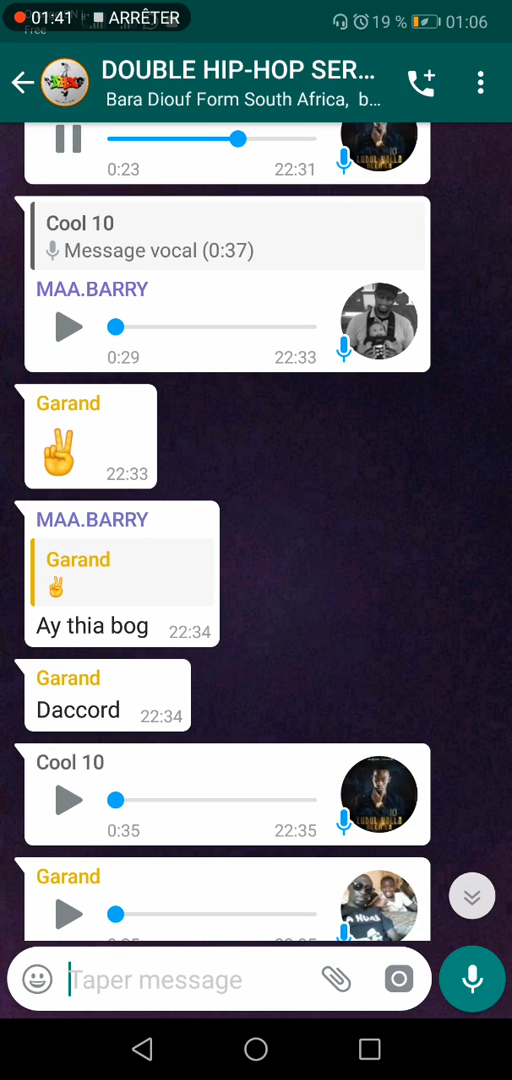 01:41 ARRÊTER
Free
19 % 01:06
DOUBLE HIP-HOP SER...
Bara Diouf Form South Africa, b...
0:23 22:31
Cool 10
Message vocal (0:37)
MAA.BARRY
0:29 22:33
Garand
22:33
MAA.BARRY
Garand
Ay thia bog 22:34
Garand
Daccord 22:34
Cool 10
0:35 22:35
Garand
Taper message